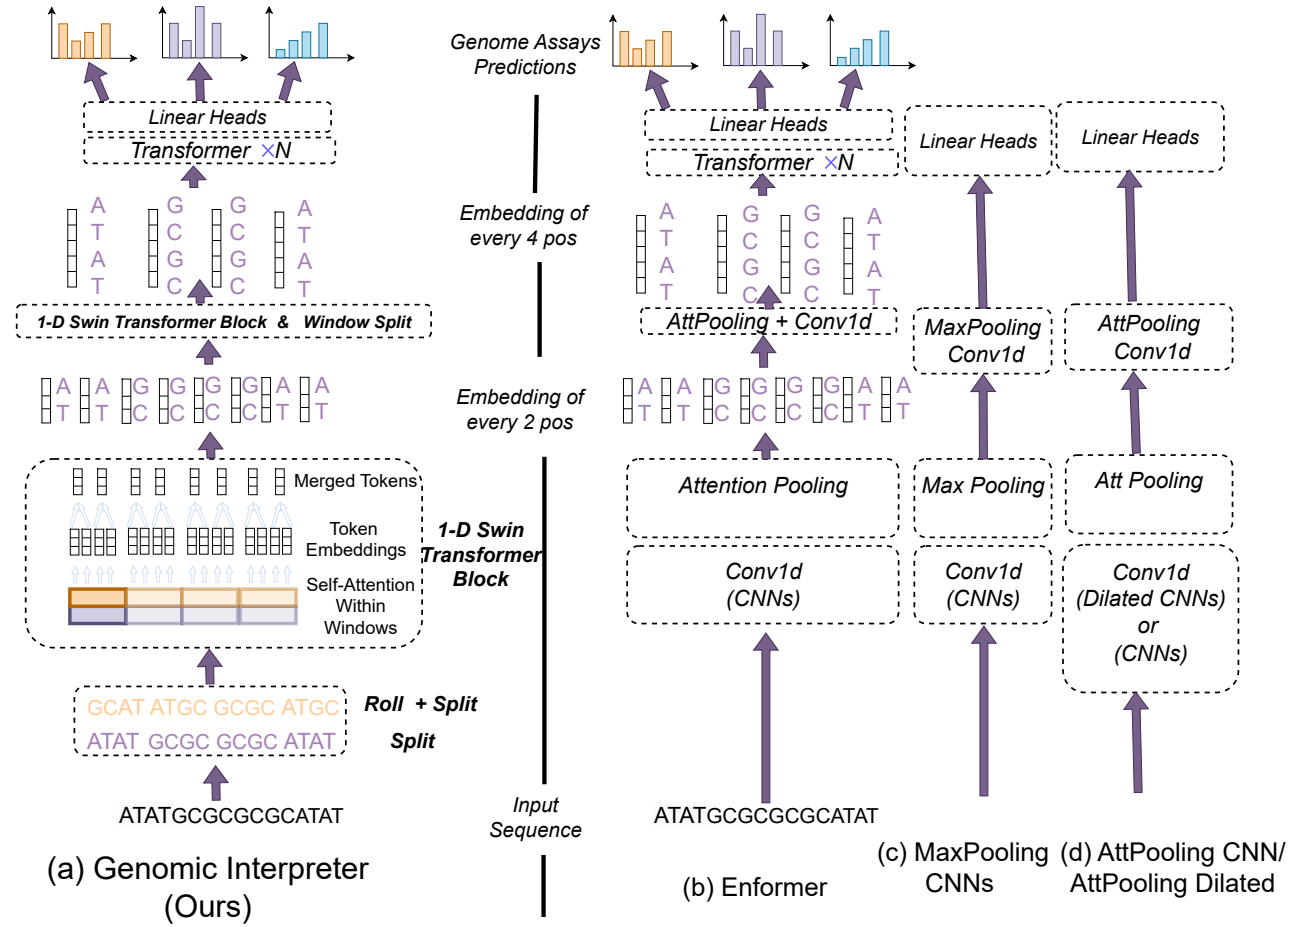 Genome Assays
Predictions
Linear Heads
Transformer ×N
A G G A
T C C T
A G G A
T C C T
1-D Swin Transformer Block & Window Split
A A G G G G A A
T T C C C C T T
Merged Tokens
Token
Embeddings
Self-Attention
Within
Windows
1-D Swin
Transformer
Block
GCAT ATGC GCGC ATGC
Roll + Split
ATAT GCGC GCGC ATAT
Split
ATATGCGCGCGCATAT
(a) Genomic Interpreter
(Ours)
Embedding of
every 4 pos
Embedding of
every 2 pos
Input
Sequence
Linear Heads
Transformer ×N
A G G A
T C C T
A G G A
T C C T
AttPooling + Conv1d
A A G G G G A A
T T C C C C T T
Attention Pooling
Conv1d
(CNNs)
ATATGCGCGCGCATAT
(b) Enformer
Linear Heads
MaxPooling
Conv1d
Max Pooling
Conv1d
(CNNs)
(c) MaxPooling
CNNs
Linear Heads
AttPooling
Conv1d
Att Pooling
Conv1d
(Dilated CNNs)
or
(CNNs)
(d) AttPooling CNN/
AttPooling Dilated